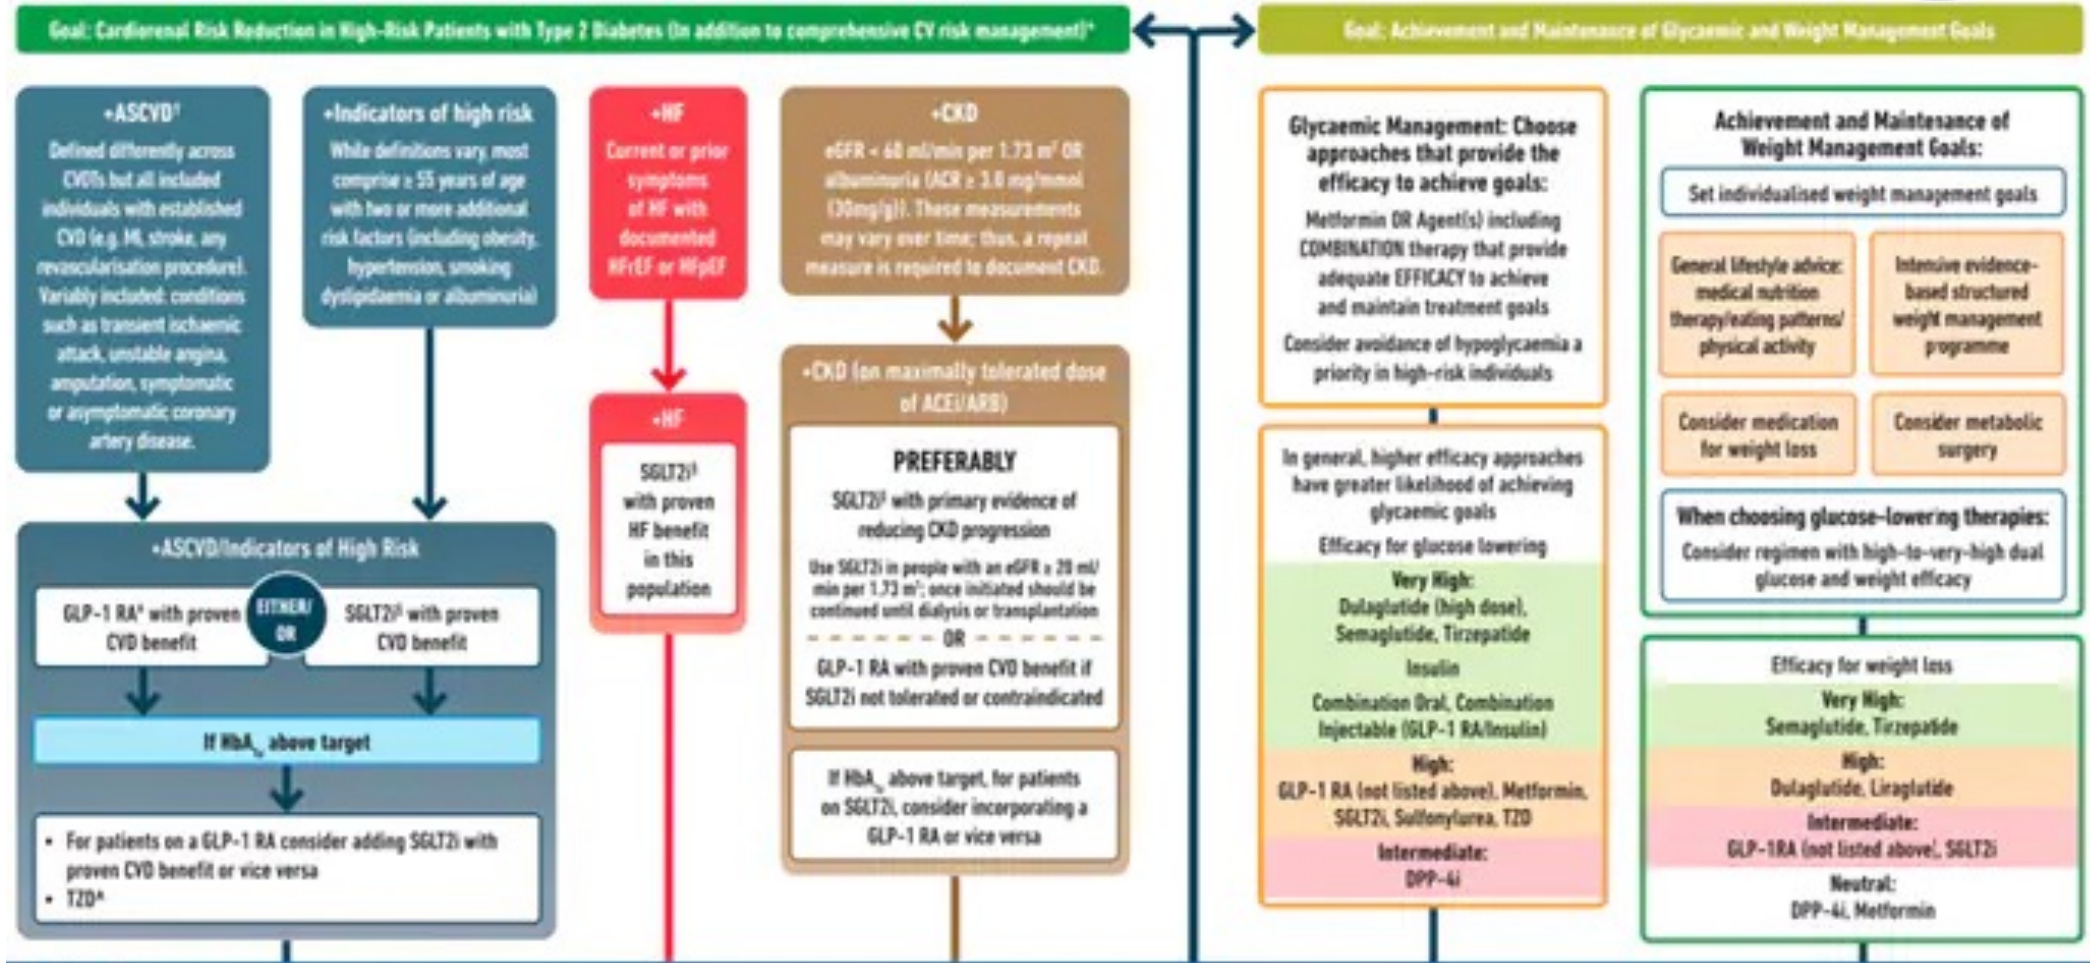 Goal: Cardiorenal Risk Reduction in High-Risk Patients with Type 2 Diabetes (in addition to comprehensive CV risk management)*
Goal: Achievement and Maintenance of Glycaemic and Weight Management Goals
+ASCVD†
Defined differently across
CVOTs but all included
individuals with established
CVD (e.g. MI, stroke, any
revascularisation procedure).
Variably included: conditions
such as transient ischaemic
attack, unstable angina,
amputation, symptomatic
or asymptomatic coronary
artery disease.
+Indicators of high risk
While definitions vary, most
comprise ≥ 55 years of age
with two or more additional
risk factors (including obesity,
hypertension, smoking
dyslipidaemia or albuminuria)
+ASCVD/Indicators of High Risk
GLP-1 RA# with proven
CVD benefit
EITHER/
OR
SGLT2i§ with proven
CVD benefit
If HbA1c above target
• For patients on a GLP-1 RA consider adding SGLT2i with
proven CVD benefit or vice versa
• TZD^
+HF
Current or prior
symptoms
of HF with
documented
HFrEF or HFpEF
+HF
SGLT2i§
with proven
HF benefit
in this
population
+CKD
eGFR < 60 ml/min per 1.73 m² OR
albuminuria (ACR ≥ 3.0 mg/mmol
(30mg/g)). These measurements
may vary over time; thus, a repeat
measure is required to document CKD.
+CKD (on maximally tolerated dose
of ACEi/ARB)
PREFERABLY
SGLT2i§ with primary evidence of
reducing CKD progression
Use SGLT2i in people with an eGFR ≥ 20 ml/
min per 1.73 m²; once initiated should be
continued until dialysis or transplantation
OR
GLP-1 RA with proven CVD benefit if
SGLT2i not tolerated or contraindicated
If HbA1c above target, for patients
on SGLT2i, consider incorporating a
GLP-1 RA or vice versa
Glycaemic Management: Choose
approaches that provide the
efficacy to achieve goals:
Metformin OR Agent(s) including
COMBINATION therapy that provide
adequate EFFICACY to achieve
and maintain treatment goals
Consider avoidance of hypoglycaemia a
priority in high-risk individuals
In general, higher efficacy approaches
have greater likelihood of achieving
glycaemic goals
Efficacy for glucose lowering
Very High:
Dulaglutide (high dose),
Semaglutide, Tirzepatide
Insulin
Combination Oral, Combination
Injectable (GLP-1 RA/Insulin)
High:
GLP-1 RA (not listed above), Metformin,
SGLT2i, Sulfonylurea, TZD
Intermediate:
DPP-4i
Achievement and Maintenance of
Weight Management Goals:
Set individualised weight management goals
General lifestyle advice:
medical nutrition
therapy/eating patterns/
physical activity
Intensive evidence-
based structured
weight management
programme
Consider medication
for weight loss
Consider metabolic
surgery
When choosing glucose-lowering therapies:
Consider regimen with high-to-very-high dual
glucose and weight efficacy
Efficacy for weight loss
Very High:
Semaglutide, Tirzepatide
High:
Dulaglutide, Liraglutide
Intermediate:
GLP-1RA (not listed above), SGLT2i
Neutral:
DPP-4i, Metformin